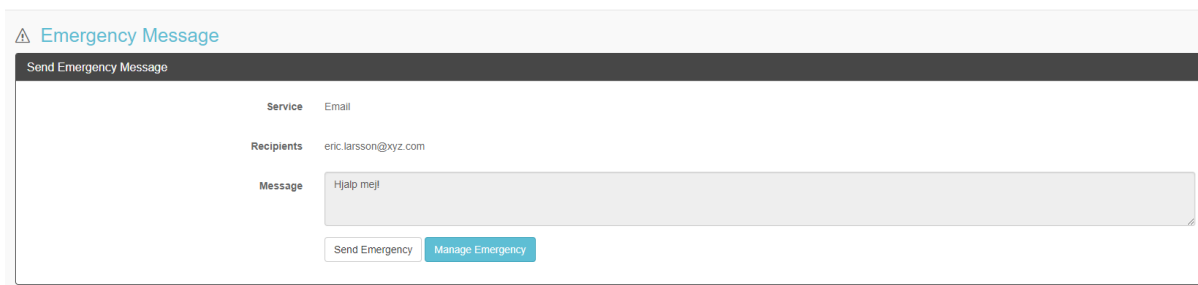 Emergency Message
Send Emergency Message
Service Email
Recipients eric.larsson@xyz.com
Message Hjalp mej!
Send Emergency Manage Emergency